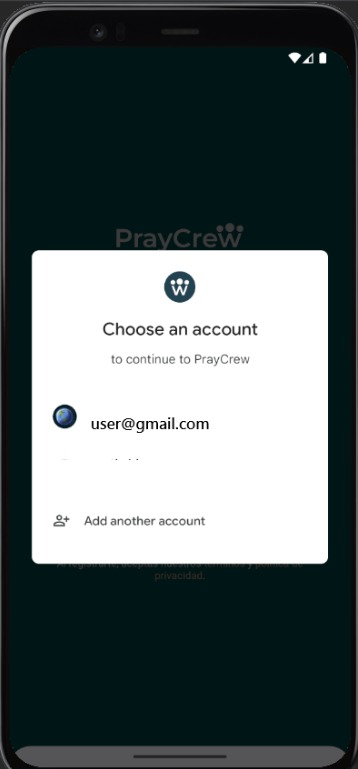 PrayCrew
Choose an account
to continue to PrayCrew
user@gmail.com
Add another account
Al registrarte, aceptas nuestros Términos y política de
privacidad.